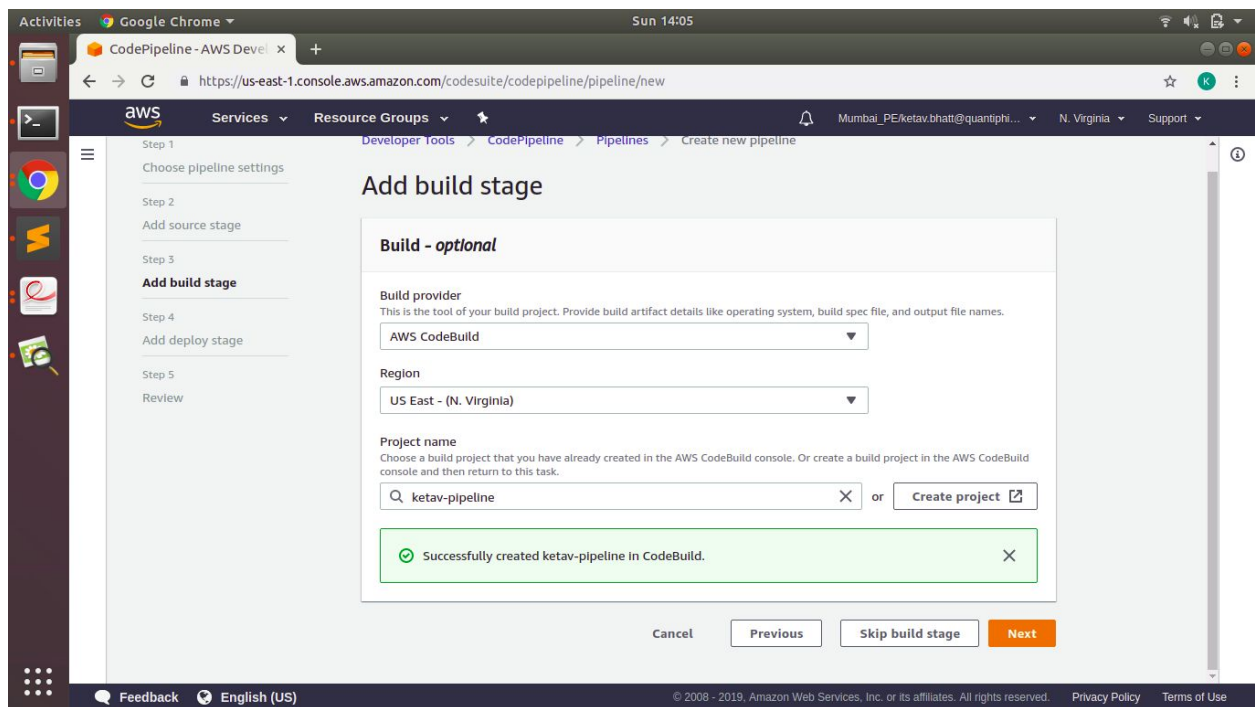 Activities
Google Chrome
Sun 14:05
CodePipeline - AWS Devel
https://us-east-1.console.aws.amazon.com/codesuite/codepipeline/pipeline/new
K
aws
Services
Resource Groups
Mumbai_PE/ketav.bhatt@quantiphi...
N. Virginia
Support
Step 1
Choose pipeline settings
Step 2
Add source stage
Step 3
Add build stage
Step 4
Add deploy stage
Step 5
Review
Developer Tools > CodePipeline > Pipelines > Create new pipeline
Add build stage
Build - optional
Build provider
This is the tool of your build project. Provide build artifact details like operating system, build spec file, and output file names.
AWS CodeBuild
Region
US East - (N. Virginia)
Project name
Choose a build project that you have already created in the AWS CodeBuild console. Or create a build project in the AWS CodeBuild
console and then return to this task.
ketav-pipeline
or
Create project
Successfully created ketav-pipeline in CodeBuild.
Cancel
Previous
Skip build stage
Next
Feedback
English (US)
© 2008 - 2019, Amazon Web Services, Inc. or its affiliates. All rights reserved.
Privacy Policy
Terms of Use